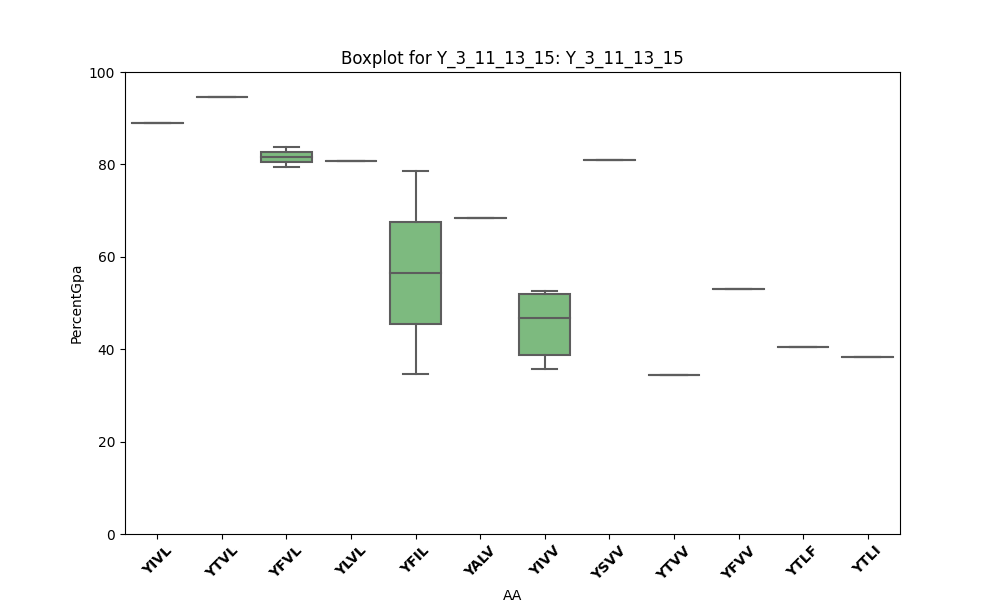 Boxplot for Y_3_11_13_15: Y_3_11_13_15
100
80
60
40
20
0
PercentGpa
YIVL YTVL YFVL YLVL YFIL YALV YIVV YSVV YTVV YFVV YTLF YTLI
AA